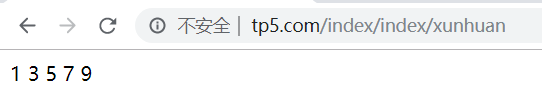 不安全 | tp5.com/index/index/xunhuan
1 3 5 7 9